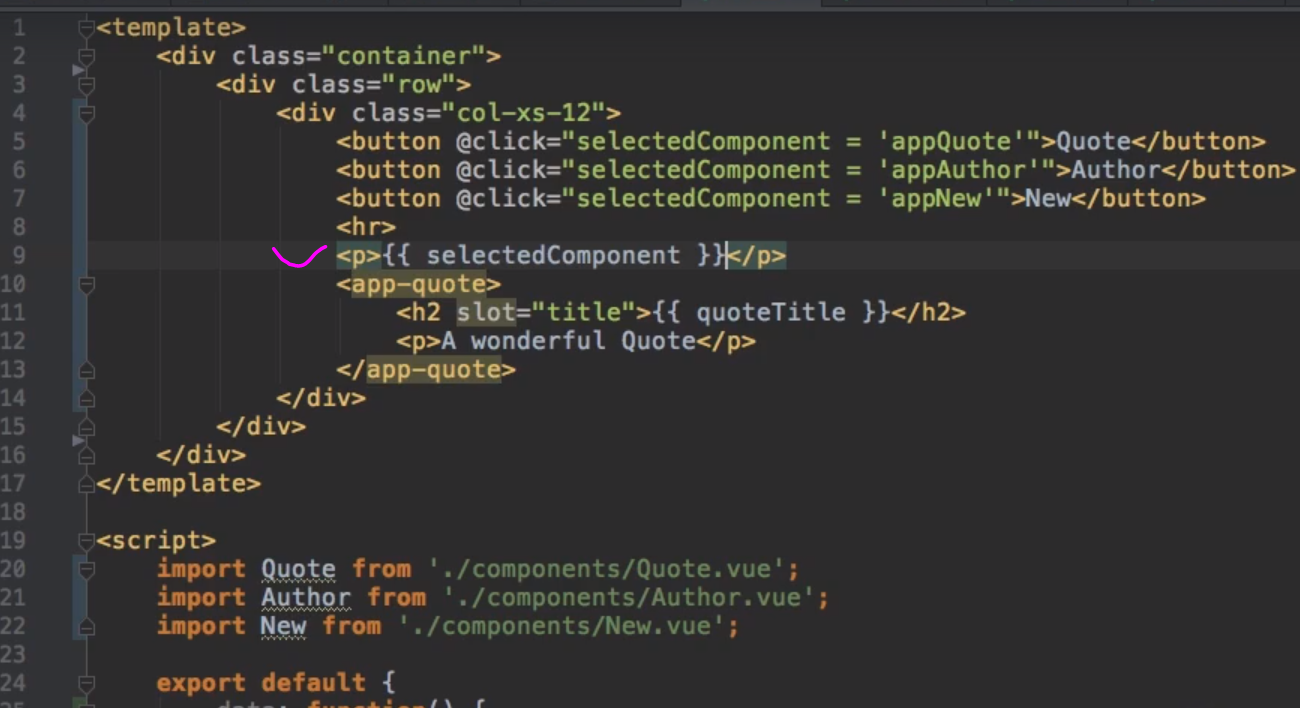 1 <template>
2 <div class="container">
3 <div class="row">
4 <div class="col-xs-12">
5 <button @click="selectedComponent = 'appQuote'">Quote</button>
6 <button @click="selectedComponent = 'appAuthor'">Author</button>
7 <button @click="selectedComponent = 'appNew'">New</button>
8 <hr>
9 <p>{{ selectedComponent }}</p>
10 <app-quote>
11 <h2 slot="title">{{ quoteTitle }}</h2>
12 <p>A wonderful Quote</p>
13 </app-quote>
14 </div>
15 </div>
16 </div>
17 </template>
18
19 <script>
20 import Quote from './components/Quote.vue';
21 import Author from './components/Author.vue';
22 import New from './components/New.vue';
23
24 export default {
25 data: function() {